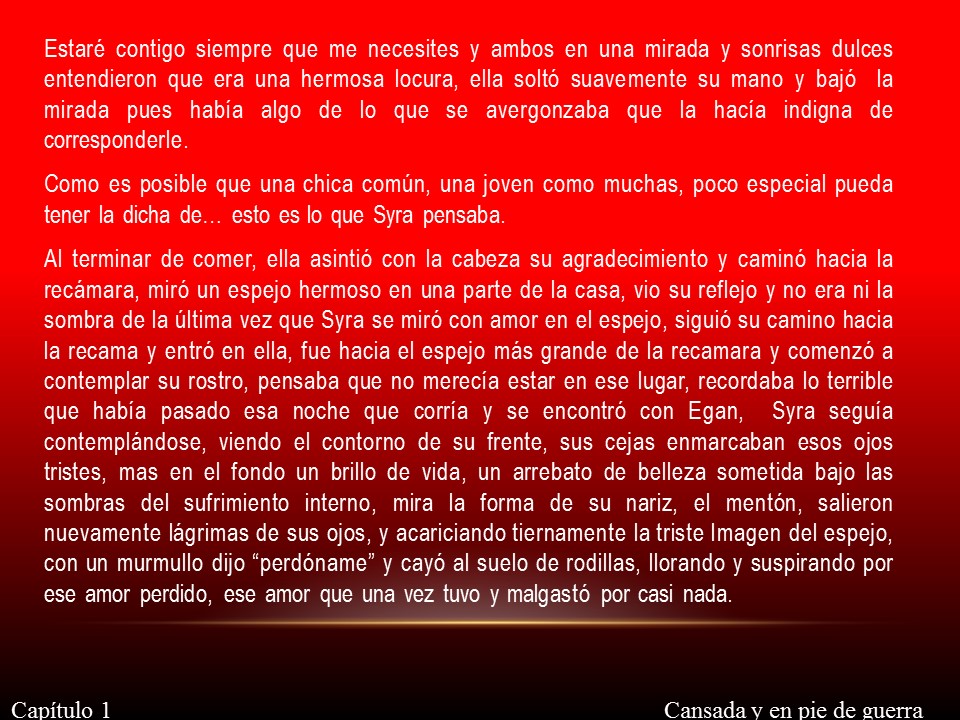 Estaré contigo siempre que me necesites y ambos en una mirada y sonrisas dulces
entendieron que era una hermosa locura, ella soltó suavemente su mano y bajó la
mirada pues había algo de lo que se avergonzaba que la hacía indigna de
corresponderle.
Como es posible que una chica común, una joven como muchas, poco especial pueda
tener la dicha de… esto es lo que Syra pensaba.
Al terminar de comer, ella asintió con la cabeza su agradecimiento y caminó hacia la
recámara, miró un espejo hermoso en una parte de la casa, vio su reflejo y no era ni la
sombra de la última vez que Syra se miró con amor en el espejo, siguió su camino hacia
la recama y entró en ella, fue hacia el espejo más grande de la recamara y comenzó a
contemplar su rostro, pensaba que no merecía estar en ese lugar, recordaba lo terrible
que había pasado esa noche que corría y se encontró con Egan, Syra seguía
contemplándose, viendo el contorno de su frente, sus cejas enmarcaban esos ojos
tristes, mas en el fondo un brillo de vida, un arrebato de belleza sometida bajo las
sombras del sufrimiento interno, mira la forma de su nariz, el mentón, salieron
nuevamente lágrimas de sus ojos, y acariciando tiernamente la triste Imagen del espejo,
con un murmullo dijo “perdóname” y cayó al suelo de rodillas, llorando y suspirando por
ese amor perdido, ese amor que una vez tuvo y malgastó por casi nada.
Capítulo 1
Cansada y en pie de guerra